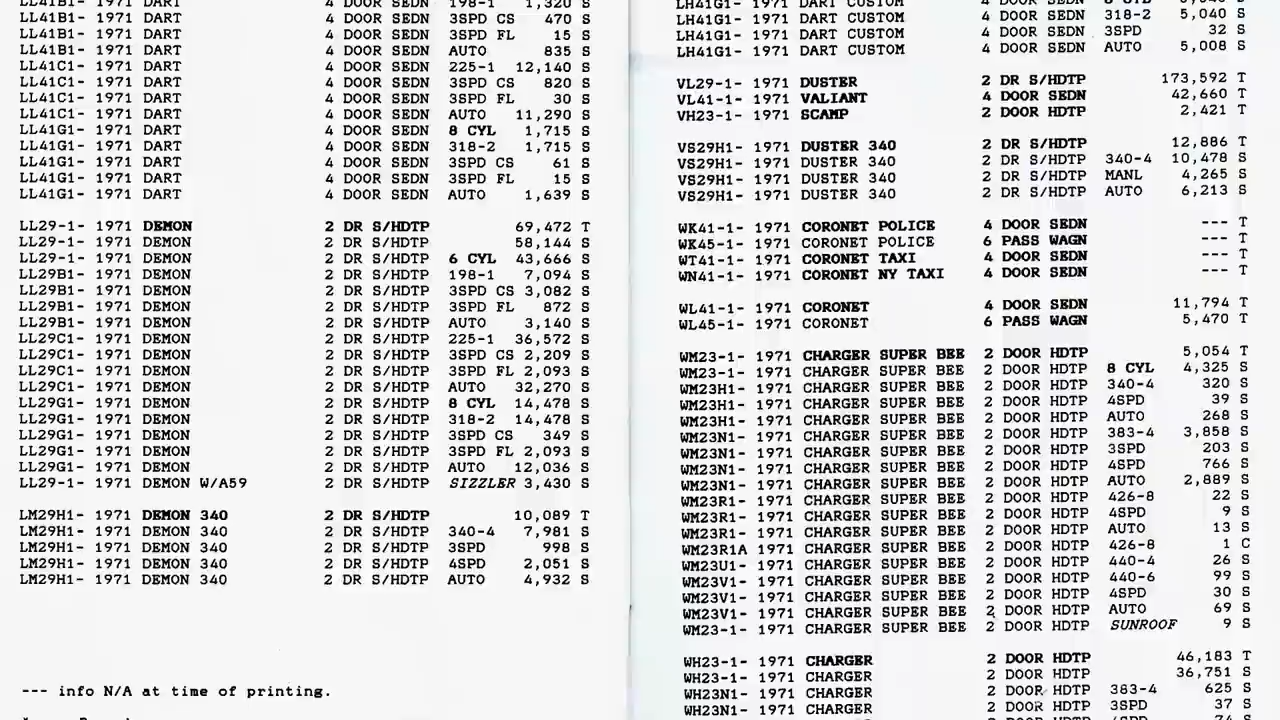 LL41B1- 1971 DART 4 DOOR SEDN 198-1 1,320 S
LL41B1- 1971 DART 4 DOOR SEDN 3SPD CS 470 S
LL41B1- 1971 DART 4 DOOR SEDN 3SPD FL 15 S
LL41B1- 1971 DART 4 DOOR SEDN AUTO 835 S
LL41C1- 1971 DART 4 DOOR SEDN 225-1 12,140 S
LL41C1- 1971 DART 4 DOOR SEDN 3SPD CS 820 S
LL41C1- 1971 DART 4 DOOR SEDN 3SPD FL 30 S
LL41C1- 1971 DART 4 DOOR SEDN AUTO 11,290 S
LL41G1- 1971 DART 4 DOOR SEDN 8 CYL 1,715 S
LL41G1- 1971 DART 4 DOOR SEDN 318-2 1,715 S
LL41G1- 1971 DART 4 DOOR SEDN 3SPD CS 61 S
LL41G1- 1971 DART 4 DOOR SEDN 3SPD FL 15 S
LL41G1- 1971 DART 4 DOOR SEDN AUTO 1,639 S
LL29-1- 1971 DEMON 2 DR S/HDTP 69,472 T
LL29-1- 1971 DEMON 2 DR S/HDTP 58,144 S
LL29-1- 1971 DEMON 2 DR S/HDTP 6 CYL 43,666 S
LL29B1- 1971 DEMON 2 DR S/HDTP 198-1 7,094 S
LL29B1- 1971 DEMON 2 DR S/HDTP 3SPD CS 3,082 S
LL29B1- 1971 DEMON 2 DR S/HDTP 3SPD FL 872 S
LL29B1- 1971 DEMON 2 DR S/HDTP AUTO 3,140 S
LL29C1- 1971 DEMON 2 DR S/HDTP 225-1 36,572 S
LL29C1- 1971 DEMON 2 DR S/HDTP 3SPD CS 2,209 S
LL29C1- 1971 DEMON 2 DR S/HDTP 3SPD FL 2,093 S
LL29C1- 1971 DEMON 2 DR S/HDTP AUTO 32,270 S
LL29G1- 1971 DEMON 2 DR S/HDTP 8 CYL 14,478 S
LL29G1- 1971 DEMON 2 DR S/HDTP 318-2 14,478 S
LL29G1- 1971 DEMON 2 DR S/HDTP 3SPD CS 349 S
LL29G1- 1971 DEMON 2 DR S/HDTP 3SPD FL 2,093 S
LL29G1- 1971 DEMON 2 DR S/HDTP AUTO 12,036 S
LL29-1- 1971 DEMON W/A59 2 DR S/HDTP SIZZLER 3,430 S
LM29H1- 1971 DEMON 340 2 DR S/HDTP 10,089 T
LM29H1- 1971 DEMON 340 2 DR S/HDTP 340-4 7,981 S
LM29H1- 1971 DEMON 340 2 DR S/HDTP 3SPD 998 S
LM29H1- 1971 DEMON 340 2 DR S/HDTP 4SPD 2,051 S
LM29H1- 1971 DEMON 340 2 DR S/HDTP AUTO 4,932 S
--- info N/A at time of printing.
LH41G1- 1971 DART CUSTOM 4 DOOR SEDN 8 CYL
LH41G1- 1971 DART CUSTOM 4 DOOR SEDN 318-2 5,040 S
LH41G1- 1971 DART CUSTOM 4 DOOR SEDN 3SPD 32 S
LH41G1- 1971 DART CUSTOM 4 DOOR SEDN AUTO 5,008 S
VL29-1- 1971 DUSTER 2 DR S/HDTP 173,592 T
VL41-1- 1971 VALIANT 4 DOOR SEDN 42,660 T
VH23-1- 1971 SCAMP 2 DOOR HDTP 2,421 T
VS29H1- 1971 DUSTER 340 2 DR S/HDTP 12,886 T
VS29H1- 1971 DUSTER 340 2 DR S/HDTP 340-4 10,478 S
VS29H1- 1971 DUSTER 340 2 DR S/HDTP MANL 4,265 S
VS29H1- 1971 DUSTER 340 2 DR S/HDTP AUTO 6,213 S
WK41-1- 1971 CORONET POLICE 4 DOOR SEDN --- T
WK45-1- 1971 CORONET POLICE 6 PASS WAGN --- T
WT41-1- 1971 CORONET TAXI 4 DOOR SEDN --- T
WN41-1- 1971 CORONET NY TAXI 4 DOOR SEDN --- T
WL41-1- 1971 CORONET 4 DOOR SEDN 11,794 T
WL45-1- 1971 CORONET 6 PASS WAGN 5,470 T
WM23-1- 1971 CHARGER SUPER BEE 2 DOOR HDTP 5,054 T
WM23-1- 1971 CHARGER SUPER BEE 2 DOOR HDTP 8 CYL 4,325 S
WM23H1- 1971 CHARGER SUPER BEE 2 DOOR HDTP 340-4 320 S
WM23H1- 1971 CHARGER SUPER BEE 2 DOOR HDTP 4SPD 39 S
WM23H1- 1971 CHARGER SUPER BEE 2 DOOR HDTP AUTO 268 S
WM23N1- 1971 CHARGER SUPER BEE 2 DOOR HDTP 383-4 3,858 S
WM23N1- 1971 CHARGER SUPER BEE 2 DOOR HDTP 3SPD 203 S
WM23N1- 1971 CHARGER SUPER BEE 2 DOOR HDTP 4SPD 766 S
WM23N1- 1971 CHARGER SUPER BEE 2 DOOR HDTP AUTO 2,889 S
WM23R1- 1971 CHARGER SUPER BEE 2 DOOR HDTP 426-8 22 S
WM23R1- 1971 CHARGER SUPER BEE 2 DOOR HDTP 4SPD 9 S
WM23R1- 1971 CHARGER SUPER BEE 2 DOOR HDTP AUTO 13 S
WM23R1A 1971 CHARGER SUPER BEE 2 DOOR HDTP 426-8 1 C
WM23U1- 1971 CHARGER SUPER BEE 2 DOOR HDTP 440-4 26 S
WM23V1- 1971 CHARGER SUPER BEE 2 DOOR HDTP 440-6 99 S
WM23V1- 1971 CHARGER SUPER BEE 2 DOOR HDTP 4SPD 30 S
WM23V1- 1971 CHARGER SUPER BEE 2 DOOR HDTP AUTO 69 S
WM23-1- 1971 CHARGER SUPER BEE 2 DOOR HDTP SUNROOF 9 S
WH23-1- 1971 CHARGER 2 DOOR HDTP 46,183 T
WH23-1- 1971 CHARGER 2 DOOR HDTP 36,751 S
WH23N1- 1971 CHARGER 2 DOOR HDTP 383-4 625 S
WH23N1- 1971 CHARGER 2 DOOR HDTP 3SPD 37 S